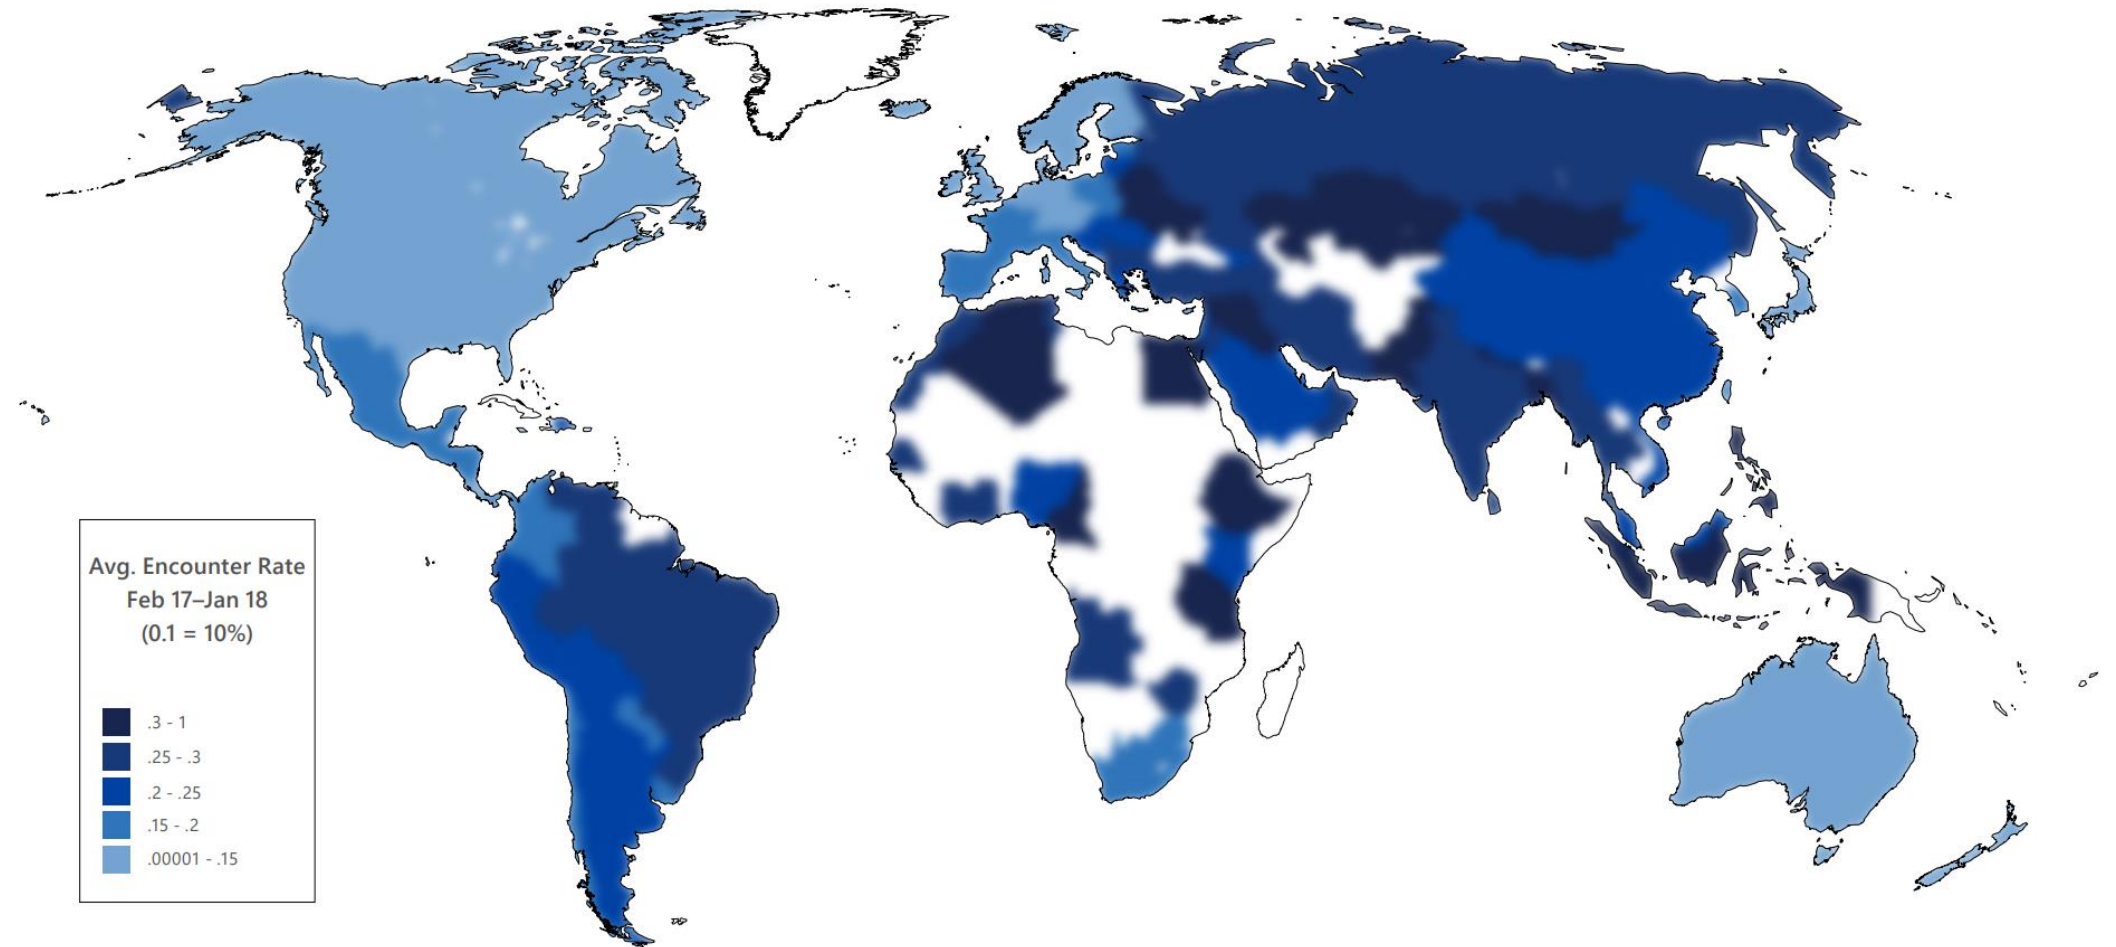 Avg. Encounter Rate
Feb 17–Jan 18
(0.1 = 10%)
.3 - 1
.25 - .3
.2 - .25
.15 - .2
.00001 - .15